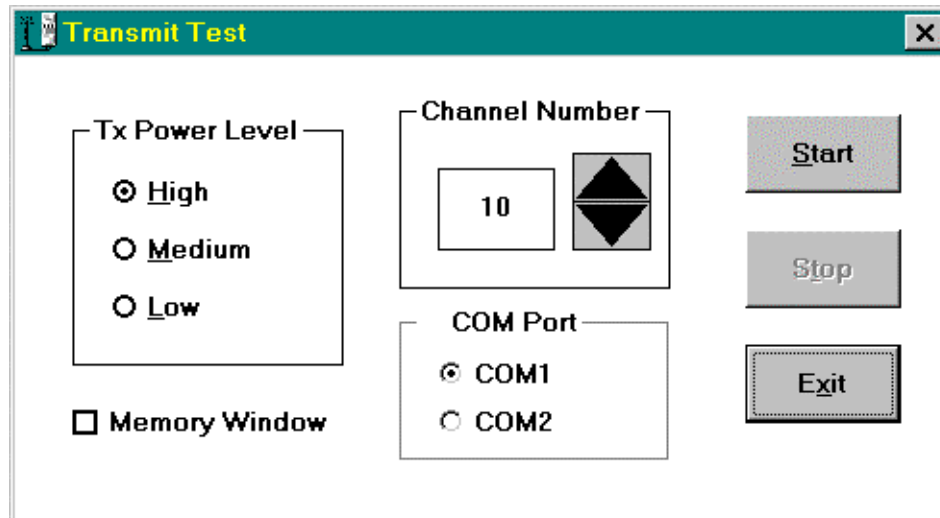 Transmit Test
Tx Power Level
High
Medium
Low
Memory Window
Channel Number
10
COM Port
COM1
COM2
Start
Stop
Exit